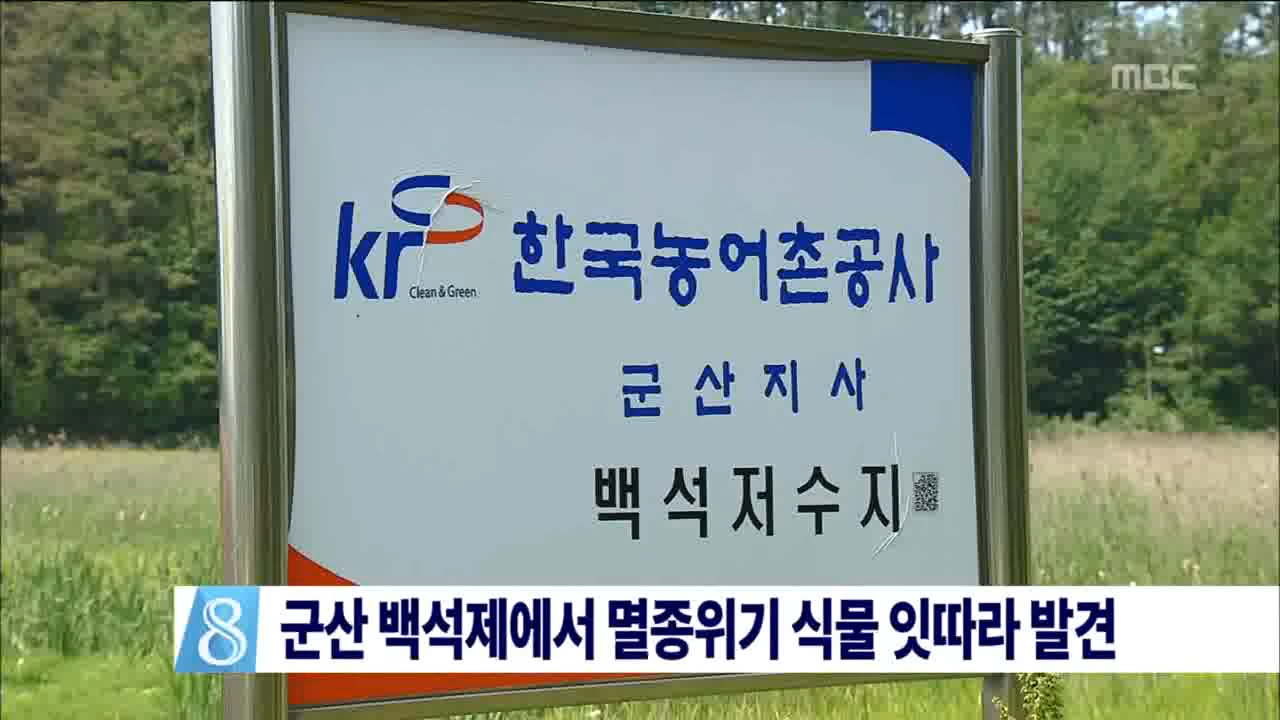 MBC
kr
Clean & Green
한국농어촌공사
군산지사
백석저수지
8 군산 백석제에서 멸종위기 식물 잇따라 발견